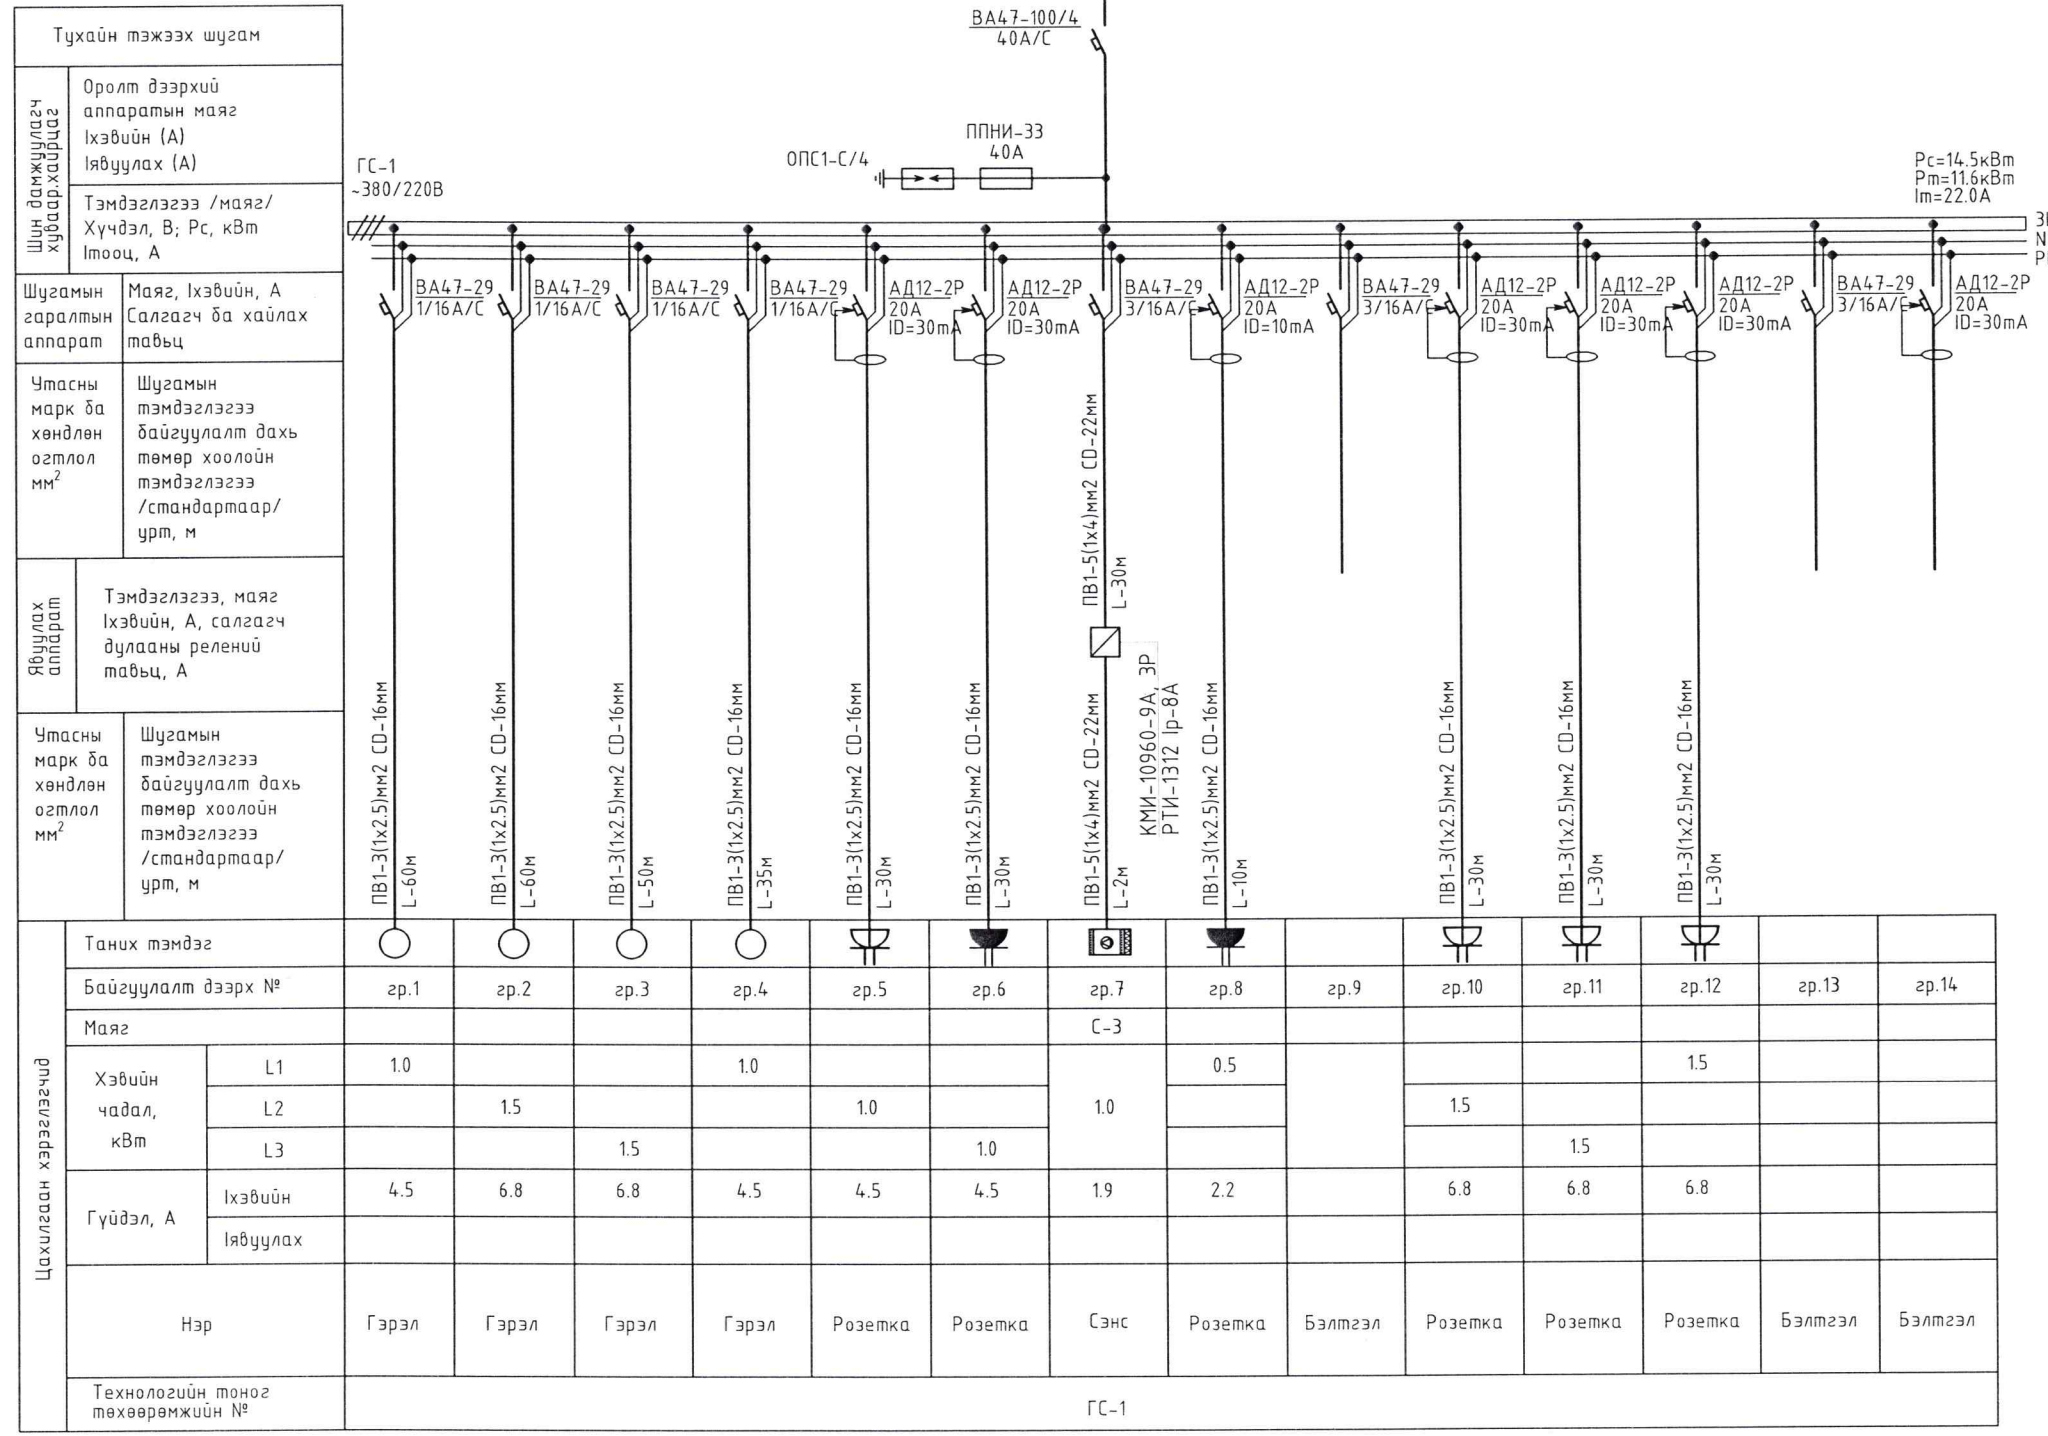 Тухайн тэжээх шугам
Шин дамжуулагч
хуваар.хайрцаг
Оролт дээрхий
аппаратын маяг
Iхэвийн (А)
Iявуулах (А)
Тэмдэглэгээ /маяг/
Хүчдэл, В; Рс, кВт
Iтооц, А
Шугамын
гаралтын
аппарат
Маяг, Iхэвийн, А
Салгагч ба хайлах
тавьц
Утасны
марк ба
хөндлөн
огтлол
мм²
Шугамын
тэмдэглэгээ
байгуулалт дахь
төмөр хоолойн
тэмдэглэгээ
/стандартаар/
урт, м
Явуулах
аппарат
Тэмдэглэгээ, маяг
Iхэвийн, А, салгагч
дулааны релений
тавьц, А
Утасны
марк ба
хөндлөн
огтлол
мм²
Шугамын
тэмдэглэгээ
байгуулалт дахь
төмөр хоолойн
тэмдэглэгээ
/стандартаар/
урт, м
ВА47-100/4
40А/С
ППНИ-33
40А
ОПС1-С/4
ГС-1
~380/220В
Рс=14.5кВт
Рт=11.6кВт
Iт=22.0А
N
ВА47-29
1/16А/С
ВА47-29
1/16А/С
ВА47-29
1/16А/С
ВА47-29
1/16А/С
АД12-2Р
20А
ID=30mA
АД12-2Р
20А
ID=30mA
ВА47-29
3/16А/С
АД12-2Р
20А
ID=10mA
ВА47-29
3/16А/С
АД12-2Р
20А
ID=30mA
АД12-2Р
20А
ID=30mA
АД12-2Р
20А
ID=30mA
ВА47-29
3/16А/С
АД12-2Р
20А
ID=30mA
ПВ1-3(1х2.5)мм2 CD-16мм
L-60м
ПВ1-3(1х2.5)мм2 CD-16мм
L-60м
ПВ1-3(1х2.5)мм2 CD-16мм
L-50м
ПВ1-3(1х2.5)мм2 CD-16мм
L-35м
ПВ1-3(1х2.5)мм2 CD-16мм
L-30м
ПВ1-3(1х2.5)мм2 CD-16мм
L-30м
ПВ1-5(1х4)мм2 CD-22мм
L-30м
ПВ1-5(1х4)мм2 CD-22мм
L-2м
КМИ-10960-9А, 3Р
РТИ-1312 Iр-8А
ПВ1-3(1х2.5)мм2 CD-16мм
L-10м
ПВ1-3(1х2.5)мм2 CD-16мм
L-30м
ПВ1-3(1х2.5)мм2 CD-16мм
L-30м
ПВ1-3(1х2.5)мм2 CD-16мм
L-30м
Цахилгаан хэрэглэгчид
Таних тэмдэг
Байгуулалт дээрх № гр.1 гр.2 гр.3 гр.4 гр.5 гр.6 гр.7 гр.8 гр.9 гр.10 гр.11 гр.12 гр.13 гр.14
Маяг С-3
Хэвийн
чадал,
кВт
L1 1.0 1.0 0.5 1.5
L2 1.5 1.0 1.0 1.5
L3 1.5 1.0 1.5
Гүйдэл, А
Iхэвийн 4.5 6.8 6.8 4.5 4.5 4.5 1.9 2.2 6.8 6.8 6.8
Iявуулах
Нэр Гэрэл Гэрэл Гэрэл Гэрэл Розетка Розетка Сэнс Розетка Бэлтгэл Розетка Розетка Розетка Бэлтгэл Бэлтгэл
Технологийн тоног
төхөөрөмжийн №
ГС-1